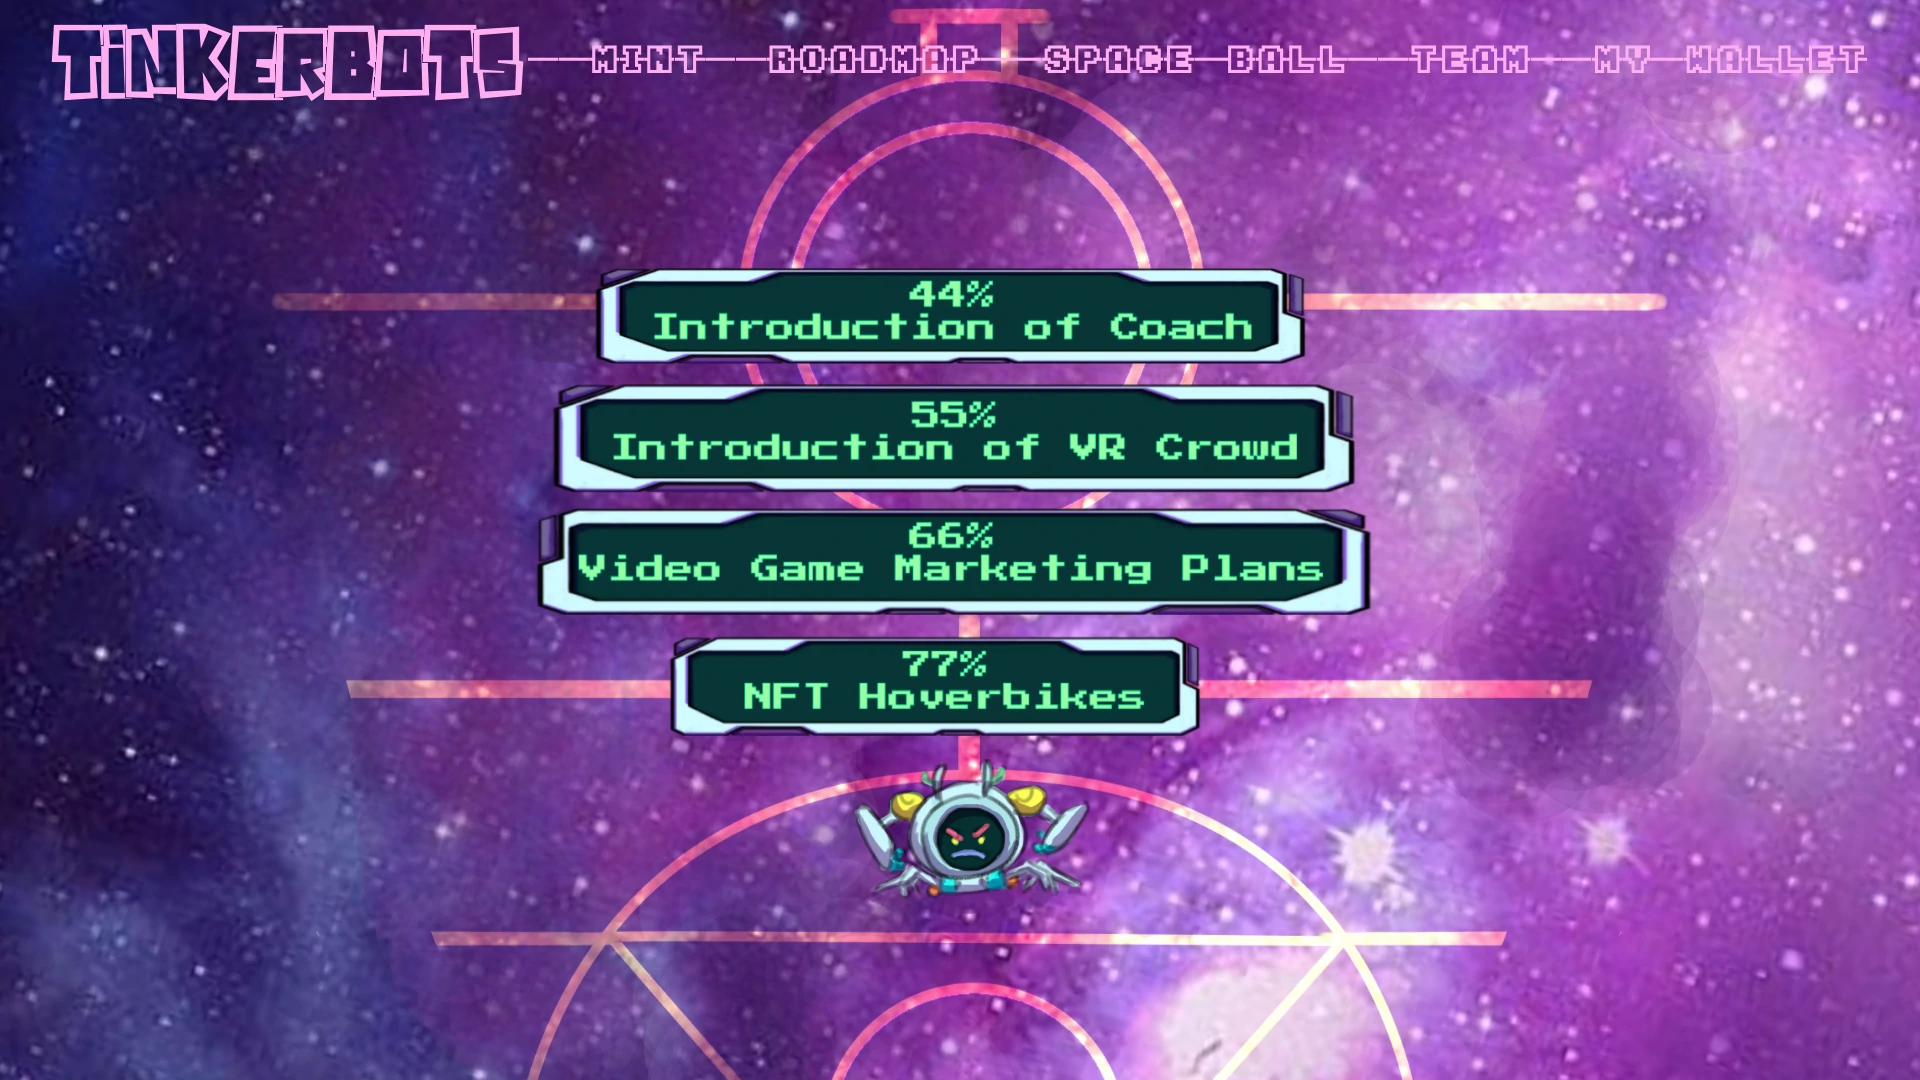 TiNKERBOTS
MINT
ROADMAP
SPACE BALL
TEAM
MY WALLET
44%
Introduction of Coach
55%
Introduction of VR Crowd
66%
Video Game Marketing Plans
77%
NFT Hoverbikes